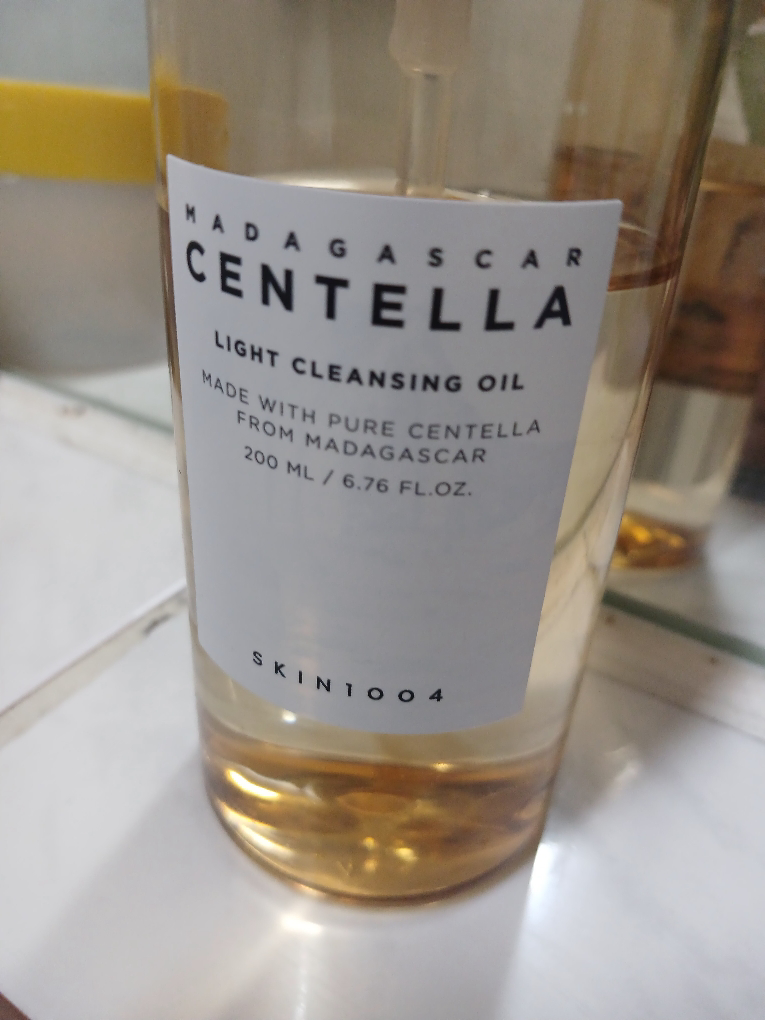 MADAGASCAR
CENTELLA
LIGHT CLEANSING OIL
MADE WITH PURE CENTELLA
FROM MADAGASCAR
200 ML / 6.76 FL.OZ.
SKIN1004